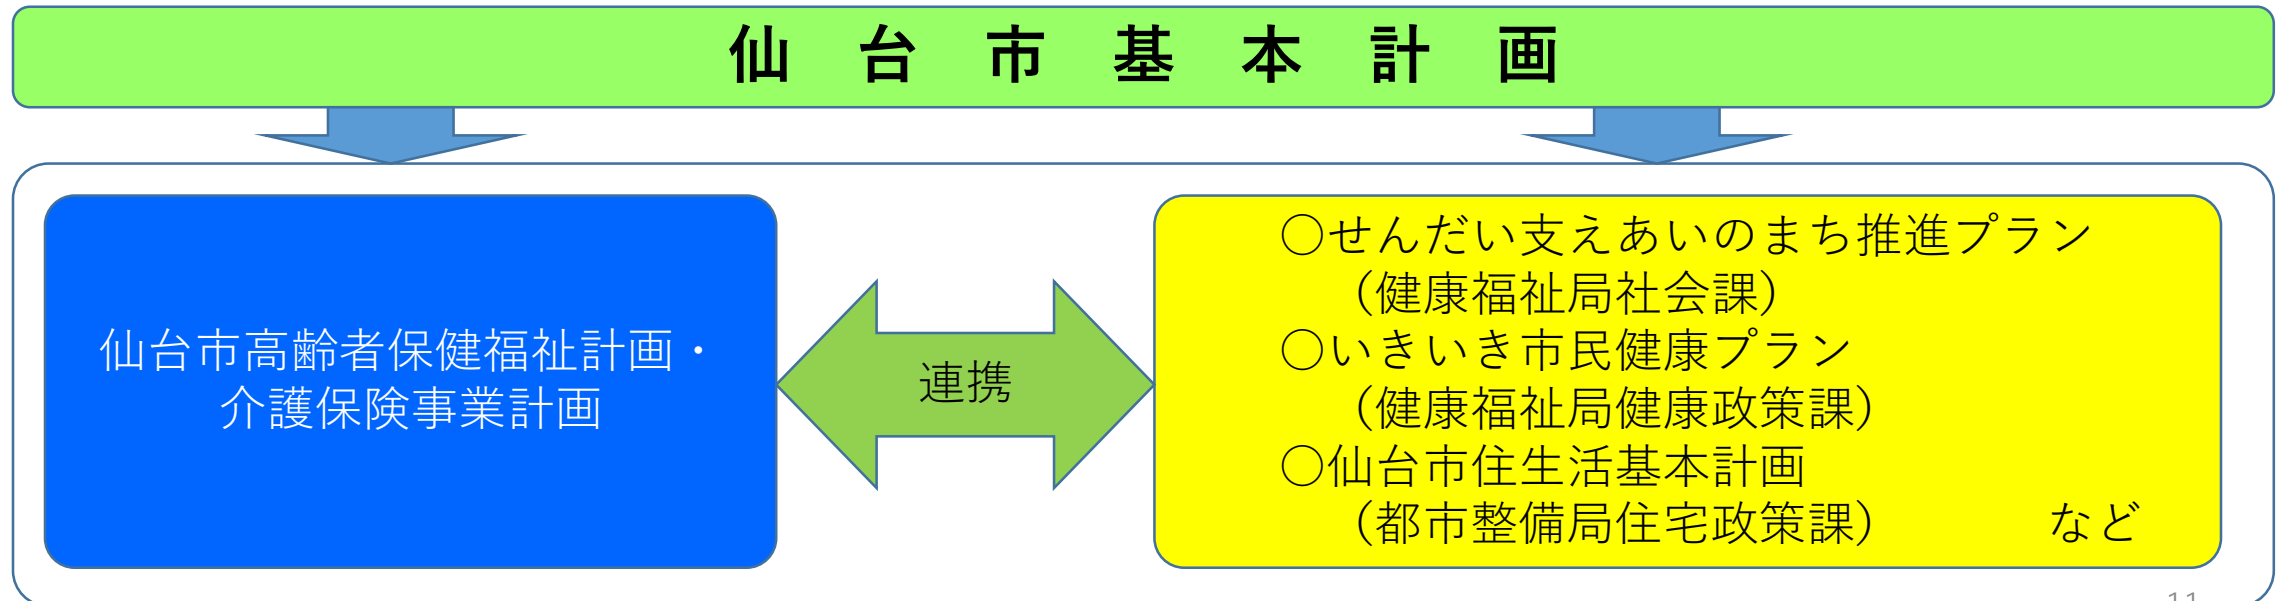 仙 台 市 基 本 計 画
仙台市高齢者保健福祉計画・
介護保険事業計画
連携
○せんだい支えあいのまち推進プラン
（健康福祉局社会課）
○いきいき市民健康プラン
（健康福祉局健康政策課）
○仙台市住生活基本計画
（都市整備局住宅政策課）　　　など
11